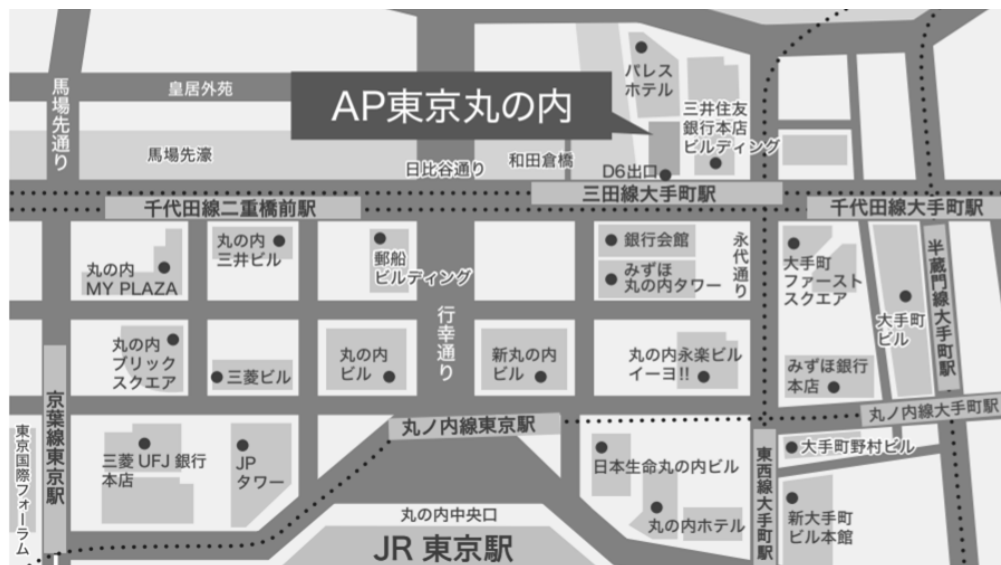 馬場先通り
皇居外苑
AP東京丸の内
パレス
ホテル
三井住友
銀行本店
ビルディング
馬場先濠
日比谷通り
和田倉橋
D6出口
三田線大手町駅
千代田線二重橋前駅
千代田線大手町駅
丸の内
MY PLAZA
丸の内
三井ビル
郵船
ビルディング
銀行会館
みずほ
丸の内タワー
永代通り
大手町
ファースト
スクエア
大手町
ビル
半蔵門線大手町駅
行幸通り
丸の内
ブリック
スクエア
三菱ビル
丸の内
ビル
新丸の内
ビル
丸の内永楽ビル
イーヨ!!
みずほ銀行
本店
京葉線東京駅
丸ノ内線東京駅
丸ノ内線大手町駅
東京国際フォーラム
三菱UFJ銀行
本店
JP
タワー
日本生命丸の内ビル
丸の内ホテル
東西線大手町駅
大手町野村ビル
新大手町
ビル本館
丸の内中央口
JR 東京駅